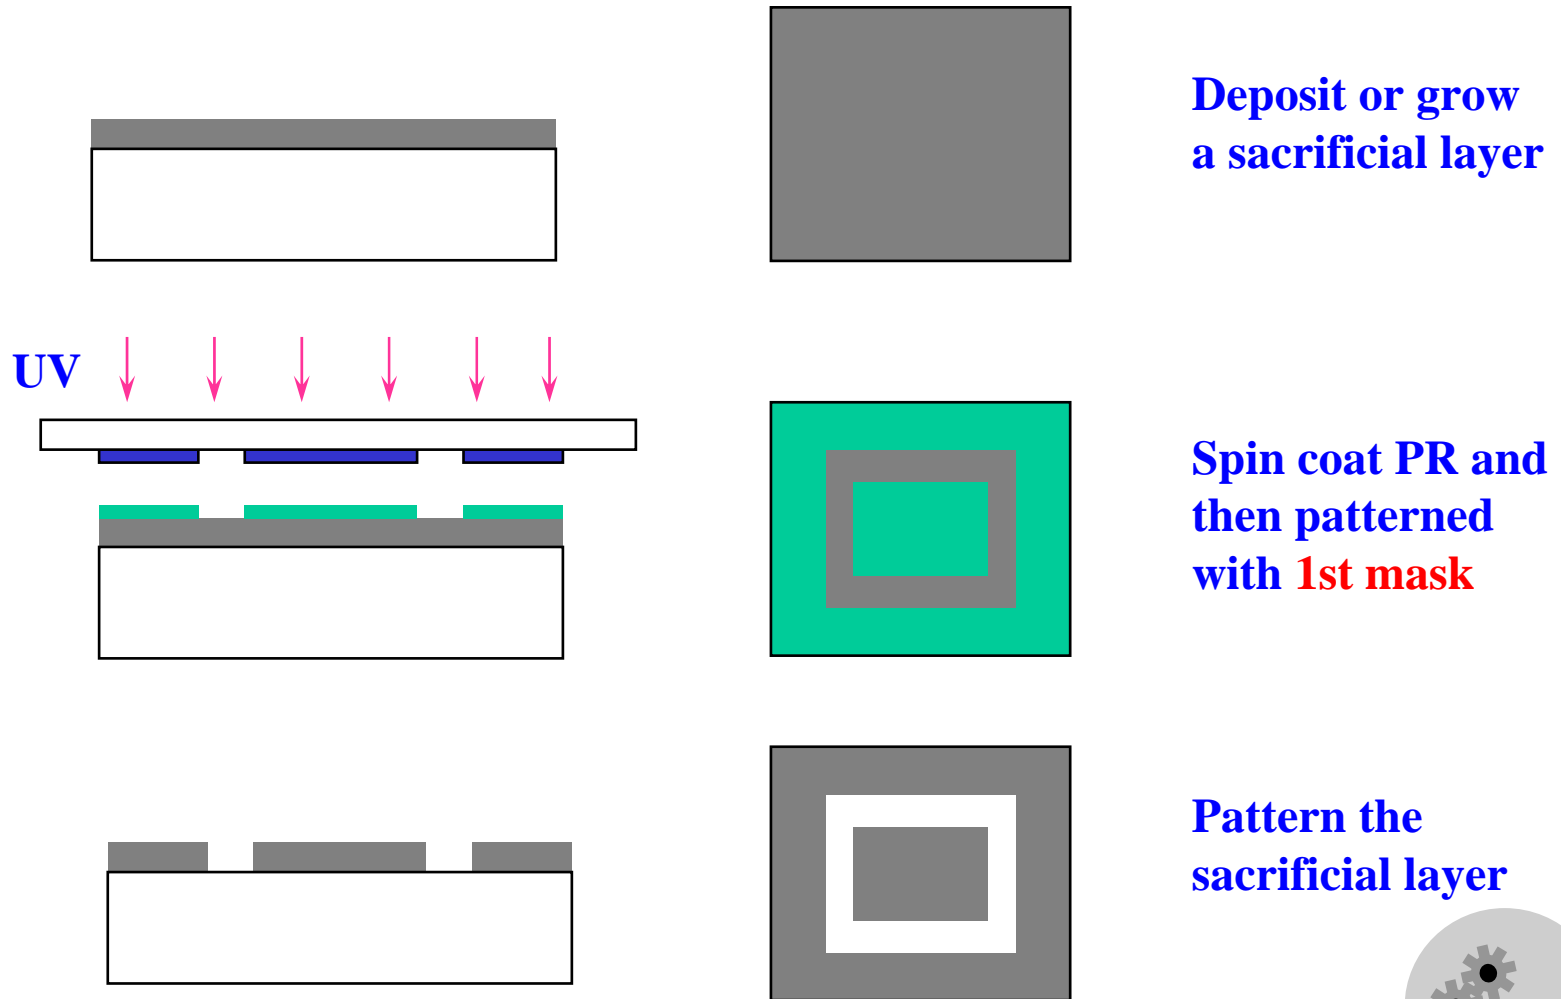 Deposit or grow
a sacrificial layer
UV
Spin coat PR and
then patterned
with 1st mask
Pattern the
sacrificial layer